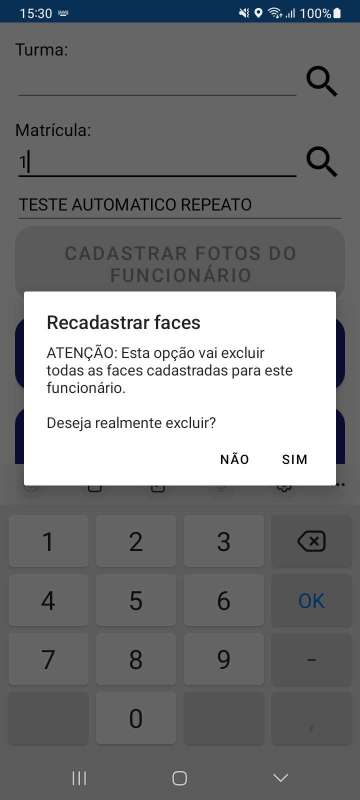 15:30
100%
Turma:
Matrícula:
1
TESTE AUTOMATICO REPEATO
CADASTRAR FOTOS DO
FUNCIONÁRIO
Recadastrar faces
ATENÇÃO: Esta opção vai excluir
todas as faces cadastradas para este
funcionário.
Deseja realmente excluir?
NÃO SIM
1 2 3
4 5 6 OK
7 8 9 -
0 ,